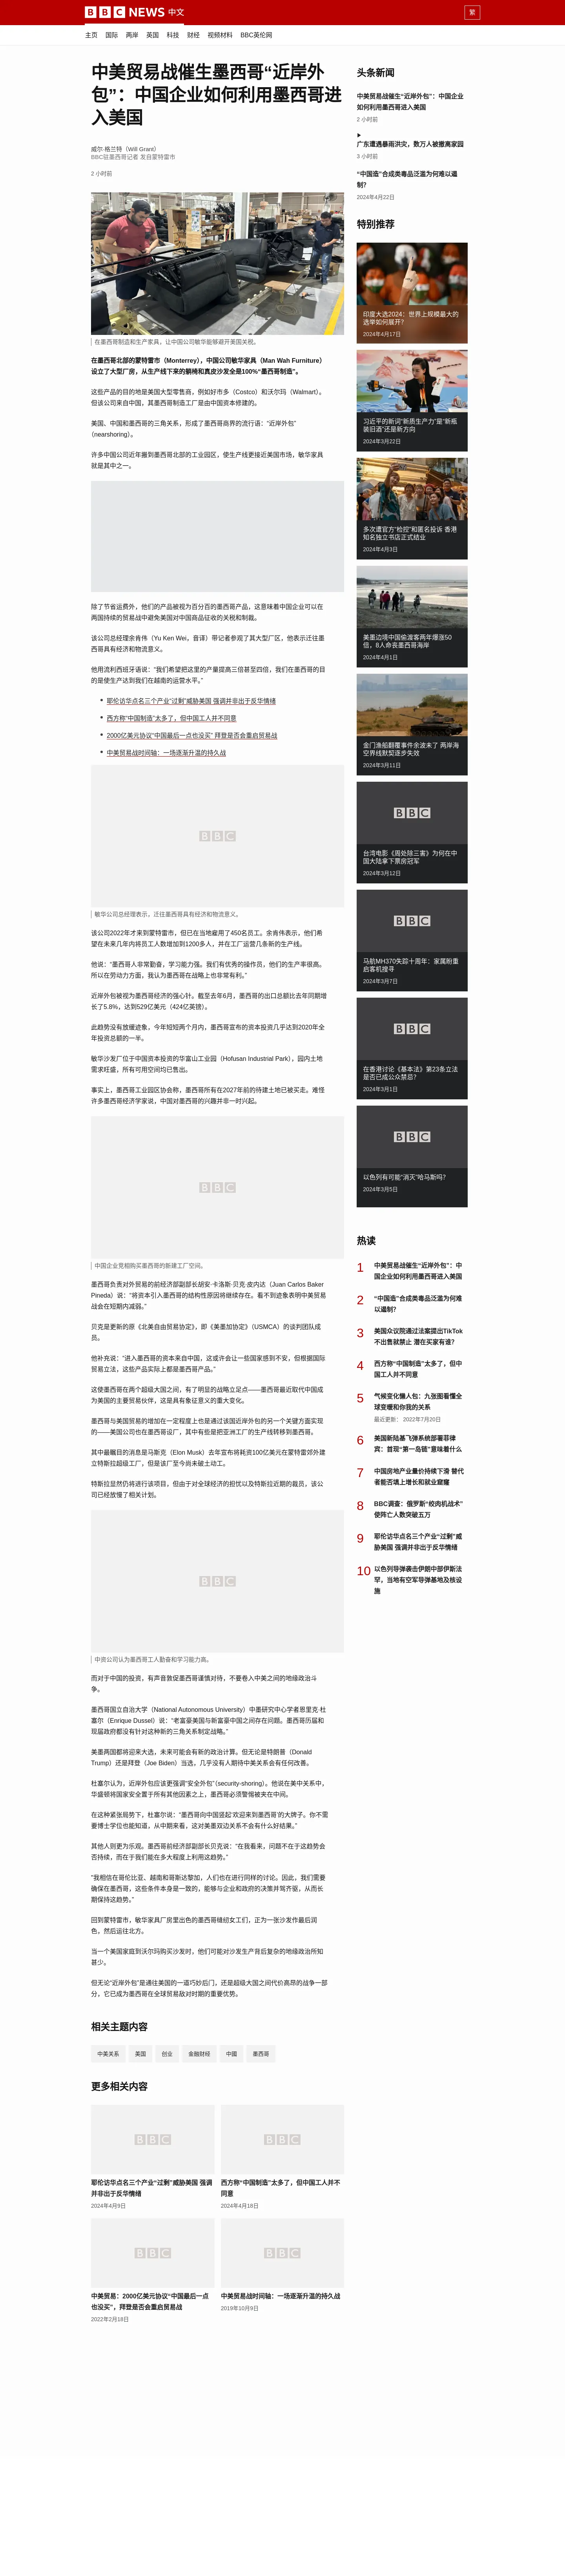 BBC NEWS 中文
繁
主页 国际 两岸 英国 科技 财经 视频材料 BBC英伦网
中美贸易战催生墨西哥“近岸外
包”：中国企业如何利用墨西哥进
入美国
威尔·格兰特（Will Grant）
BBC驻墨西哥记者 发自蒙特雷市
2 小时前
在墨西哥制造和生产家具，让中国公司敏华能够避开美国关税。
在墨西哥北部的蒙特雷市（Monterrey），中国公司敏华家具（Man Wah Furniture）
设立了大型厂房，从生产线下来的躺椅和真皮沙发全是100%“墨西哥制造”。
这些产品的目的地是美国大型零售商，例如好市多（Costco）和沃尔玛（Walmart）。
但该公司来自中国，其墨西哥制造工厂是由中国资本修建的。
美国、中国和墨西哥的三角关系，形成了墨西哥商界的流行语：“近岸外包”
（nearshoring）。
许多中国公司近年搬到墨西哥北部的工业园区，使生产线更接近美国市场，敏华家具
就是其中之一。
除了节省运费外，他们的产品被视为百分百的墨西哥产品，这意味着中国企业可以在
两国持续的贸易战中避免美国对中国商品征收的关税和制裁。
该公司总经理余肯伟（Yu Ken Wei，音译）带记者参观了其大型厂区，他表示迁往墨
西哥具有经济和物流意义。
他用流利西班牙语说：“我们希望把这里的产量提高三倍甚至四倍，我们在墨西哥的目
的是使生产达到我们在越南的运营水平。”
耶伦访华点名三个产业“过剩”威胁美国 强调并非出于反华情绪
西方称“中国制造”太多了，但中国工人并不同意
2000亿美元协议“中国最后一点也没买” 拜登是否会重启贸易战
中美贸易战时间轴：一场逐渐升温的持久战
BBC
敏华公司总经理表示，迁往墨西哥具有经济和物流意义。
该公司2022年才来到蒙特雷市，但已在当地雇用了450名员工。余肯伟表示，他们希
望在未来几年内将员工人数增加到1200多人，并在工厂运营几条新的生产线。
他说：“墨西哥人非常勤奋，学习能力强。我们有优秀的操作员，他们的生产率很高。
所以在劳动力方面，我认为墨西哥在战略上也非常有利。”
近岸外包被视为墨西哥经济的强心针。截至去年6月，墨西哥的出口总额比去年同期增
长了5.8%，达到529亿美元（424亿英镑）。
此趋势没有放缓迹象，今年短短两个月内，墨西哥宣布的资本投资几乎达到2020年全
年投资总额的一半。
敏华沙发厂位于中国资本投资的华富山工业园（Hofusan Industrial Park），园内土地
需求旺盛，所有可用空间均已售出。
事实上，墨西哥工业园区协会称，墨西哥所有在2027年前的待建土地已被买走。难怪
许多墨西哥经济学家说，中国对墨西哥的兴趣并非一时兴起。
BBC
中国企业竞相购买墨西哥的新建工厂空间。
墨西哥负责对外贸易的前经济部副部长胡安·卡洛斯·贝克·皮内达（Juan Carlos Baker
Pineda）说：“将资本引入墨西哥的结构性原因将继续存在。看不到迹象表明中美贸易
战会在短期内减弱。”
贝克是更新的原《北美自由贸易协定》，即《美墨加协定》（USMCA）的谈判团队成
员。
他补充说：“进入墨西哥的资本来自中国，这或许会让一些国家感到不安，但根据国际
贸易立法，这些产品实际上都是墨西哥产品。”
这使墨西哥在两个超级大国之间，有了明显的战略立足点——墨西哥最近取代中国成
为美国的主要贸易伙伴，这是具有象征意义的重大变化。
墨西哥与美国贸易的增加在一定程度上也是通过该国近岸外包的另一个关键方面实现
的——美国公司也在墨西哥设厂，其中有些是把亚洲工厂的生产线转移到墨西哥。
其中最瞩目的消息是马斯克（Elon Musk）去年宣布将耗资100亿美元在蒙特雷郊外建
立特斯拉超级工厂，但是该厂至今尚未破土动工。
特斯拉显然仍将进行该项目，但由于对全球经济的担忧以及特斯拉近期的裁员，该公
司已经放慢了相关计划。
BBC
中资公司认为墨西哥工人勤奋和学习能力高。
而对于中国的投资，有声音敦促墨西哥谨慎对待，不要卷入中美之间的地缘政治斗
争。
墨西哥国立自治大学（National Autonomous University）中墨研究中心学者恩里克·杜
塞尔（Enrique Dussel）说：“老富豪美国与新富豪中国之间存在问题。墨西哥历届和
现届政府都没有针对这种新的三角关系制定战略。”
美墨两国都将迎来大选，未来可能会有新的政治计算。但无论是特朗普（Donald
Trump）还是拜登（Joe Biden）当选，几乎没有人期待中美关系会有任何改善。
杜塞尔认为，近岸外包应该更强调“安全外包”（security-shoring）。他说在美中关系中，
华盛顿将国家安全置于所有其他因素之上，墨西哥必须警惕被夹在中间。
在这种紧张局势下，杜塞尔说：“墨西哥向中国竖起‘欢迎来到墨西哥’的大牌子。你不需
要博士学位也能知道，从中期来看，这对美墨双边关系不会有什么好结果。”
其他人则更为乐观。墨西哥前经济部副部长贝克说：“在我看来，问题不在于这趋势会
否持续，而在于我们能在多大程度上利用这趋势。”
“我相信在哥伦比亚、越南和哥斯达黎加，人们也在进行同样的讨论。因此，我们需要
确保在墨西哥，这些条件本身是一致的，能够与企业和政府的决策并驾齐驱，从而长
期保持这趋势。”
回到蒙特雷市，敏华家具厂房里出色的墨西哥缝纫女工们，正为一张沙发作最后润
色，然后运往北方。
当一个美国家庭到沃尔玛购买沙发时，他们可能对沙发生产背后复杂的地缘政治所知
甚少。
但无论“近岸外包”是通往美国的一道巧妙后门，还是超级大国之间代价高昂的战争一部
分，它已成为墨西哥在全球贸易敌对时期的重要优势。
相关主题内容
中美关系 美国 创业 金融财经 中國 墨西哥
更多相关内容
BBC
耶伦访华点名三个产业“过剩”威胁美国 强调
并非出于反华情绪
2024年4月9日
BBC
西方称“中国制造”太多了，但中国工人并不
同意
2024年4月18日
BBC
中美贸易：2000亿美元协议“中国最后一点
也没买”，拜登是否会重启贸易战
2022年2月18日
BBC
中美贸易战时间轴：一场逐渐升温的持久战
2019年10月9日
头条新闻
中美贸易战催生“近岸外包”：中国企业
如何利用墨西哥进入美国
2 小时前
广东遭遇暴雨洪灾，数万人被撤离家园
3 小时前
“中国造”合成类毒品泛滥为何难以遏
制？
2024年4月22日
特别推荐
印度大选2024：世界上规模最大的
选举如何展开？
2024年4月17日
习近平的新词“新质生产力”是“新瓶
装旧酒”还是新方向
2024年3月22日
多次遭官方“检控”和匿名投诉 香港
知名独立书店正式结业
2024年4月3日
美墨边境中国偷渡客两年爆涨50
倍，8人命丧墨西哥海岸
2024年4月1日
金门渔船翻覆事件余波未了 两岸海
空界线默契逐步失效
2024年3月11日
BBC
台湾电影《周处除三害》为何在中
国大陆拿下票房冠军
2024年3月12日
BBC
马航MH370失踪十周年：家属盼重
启客机搜寻
2024年3月7日
BBC
在香港讨论《基本法》第23条立法
是否已成公众禁忌？
2024年3月1日
BBC
以色列有可能“消灭”哈马斯吗？
2024年3月5日
热读
1 中美贸易战催生“近岸外包”：中
国企业如何利用墨西哥进入美国
2 “中国造”合成类毒品泛滥为何难
以遏制？
3 美国众议院通过法案提出TikTok
不出售就禁止 潜在买家有谁？
4 西方称“中国制造”太多了，但中
国工人并不同意
5 气候变化懒人包：九张图看懂全
球变暖和你我的关系
最近更新： 2022年7月20日
6 美国新陆基飞弹系统部署菲律
宾：首现“第一岛链”意味着什么
7 中国房地产业量价持续下滑 替代
者能否填上增长和就业窟窿
8 BBC调查：俄罗斯“绞肉机战术”
使阵亡人数突破五万
9 耶伦访华点名三个产业“过剩”威
胁美国 强调并非出于反华情绪
10 以色列导弹袭击伊朗中部伊斯法
罕，当地有空军导弹基地及核设
施